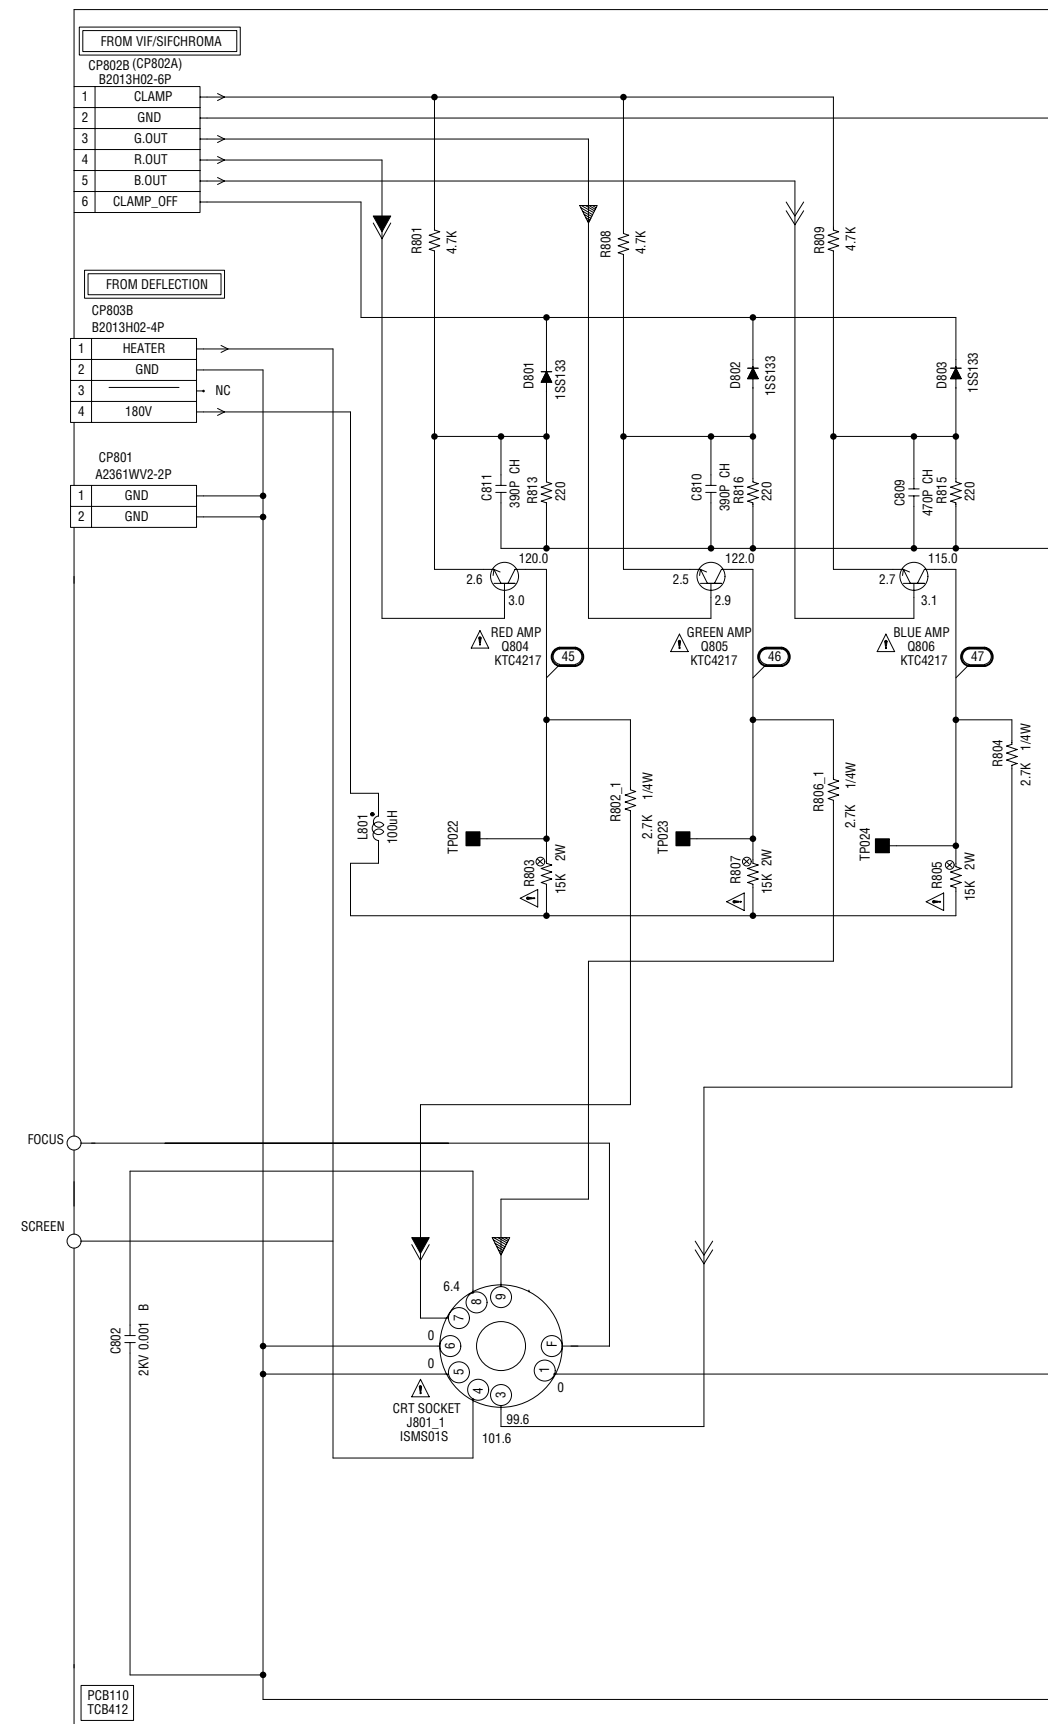 FROM VIF/SIFCHROMA
CP802B (CP802A)
B2013H02-6P
1 CLAMP
2 GND
3 G.OUT
4 R.OUT
5 B.OUT
6 CLAMP_OFF
R801
4.7K
R808
4.7K
R809
4.7K
FROM DEFLECTION
CP803B
B2013H02-4P
1 HEATER
2 GND
3 NC
4 180V
D801
1SS133
D802
1SS133
D803
1SS133
CP801
A2361WV2-2P
1 GND
2 GND
C811
390P CH
R813
220
C810
390P CH
R816
220
C809
470P CH
R815
220
120.0
122.0
115.0
2.6
3.0
2.5
2.9
2.7
3.1
RED AMP
Q804
KTC4217
45
GREEN AMP
Q805
KTC4217
46
BLUE AMP
Q806
KTC4217
47
R802_1
2.7K 1/4W
R806_1
2.7K 1/4W
R804
2.7K 1/4W
L801
100uH
TP022
TP023
TP024
R803
15K 2W
R807
15K 2W
R805
15K 2W
FOCUS
SCREEN
C802
2KV 0.001 B
6.4
0
0
7
8
9
6
5
4
3
1
F
0
CRT SOCKET
J801_1
ISMS01S
99.6
101.6
PCB110
TCB412